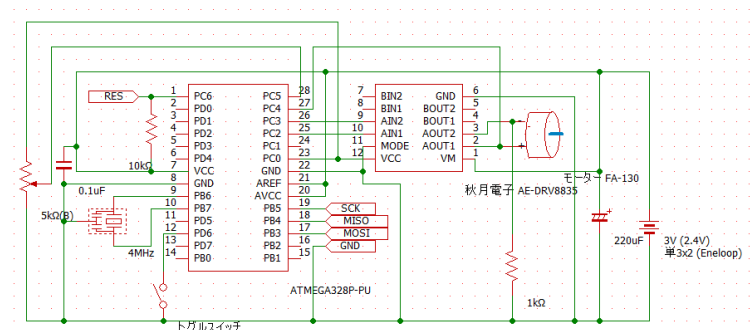 RES
10kΩ
0.1uF
5kΩ(B)
4MHz
1 PC6 PC5 28
2 PD0 PC4 27
3 PD1 PC3 26
4 PD2 PC2 25
5 PD3 PC1 24
6 PD4 PC0 23
7 VCC GND 22
8 GND AREF 21
9 PB6 AVCC 20
10 PB7 PB5 19
11 PD5 PB4 18
12 PD6 PB3 17
13 PD7 PB2 16
14 PB0 PB1 15
ATMEGA328P-PU
SCK
MISO
MOSI
GND
トグルスイッチ
7 BIN2 GND 6
8 BIN1 BOUT2 5
9 AIN2 BOUT1 4
10 AIN1 AOUT2 3
11 MODE AOUT1 2
12 VCC VM 1
秋月電子 AE-DRV8835
-
+
モーター FA-130
1kΩ
+
220uF
3V (2.4V)
単3x2 (Eneloop)